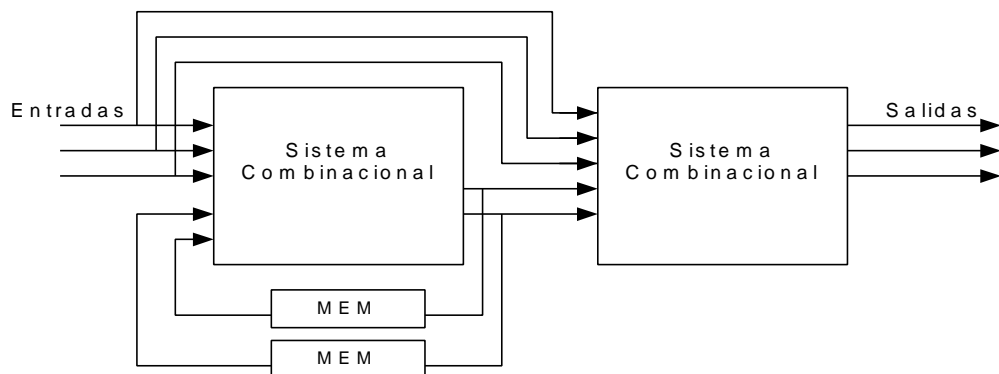 Entradas
Salidas
Sistema
Combinacional
Sistema
Combinacional
MEM
MEM